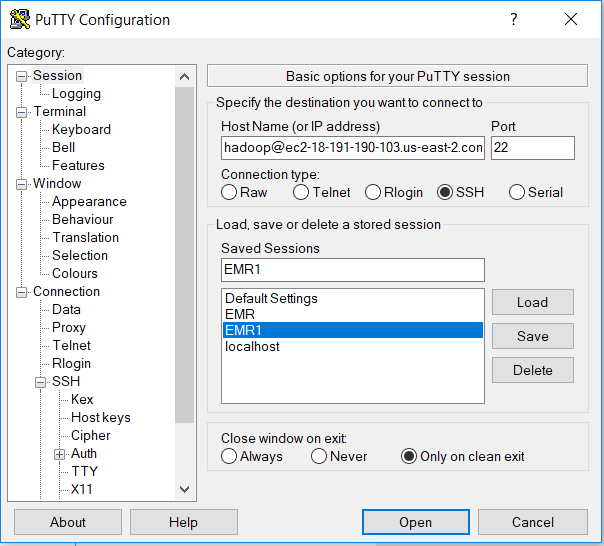 PuTTY Configuration
?
Category:
Session
Logging
Terminal
Keyboard
Bell
Features
Window
Appearance
Behaviour
Translation
Selection
Colours
Connection
Data
Proxy
Telnet
Rlogin
SSH
Kex
Host keys
Cipher
Auth
TTY
X11
Basic options for your PuTTY session
Specify the destination you want to connect to
Host Name (or IP address) Port
hadoop@ec2-18-191-190-103.us-east-2.com 22
Connection type:
Raw Telnet Rlogin SSH Serial
Load, save or delete a stored session
Saved Sessions
EMR1
Default Settings
EMR
EMR1
localhost
Load
Save
Delete
Close window on exit:
Always Never Only on clean exit
About Help Open Cancel